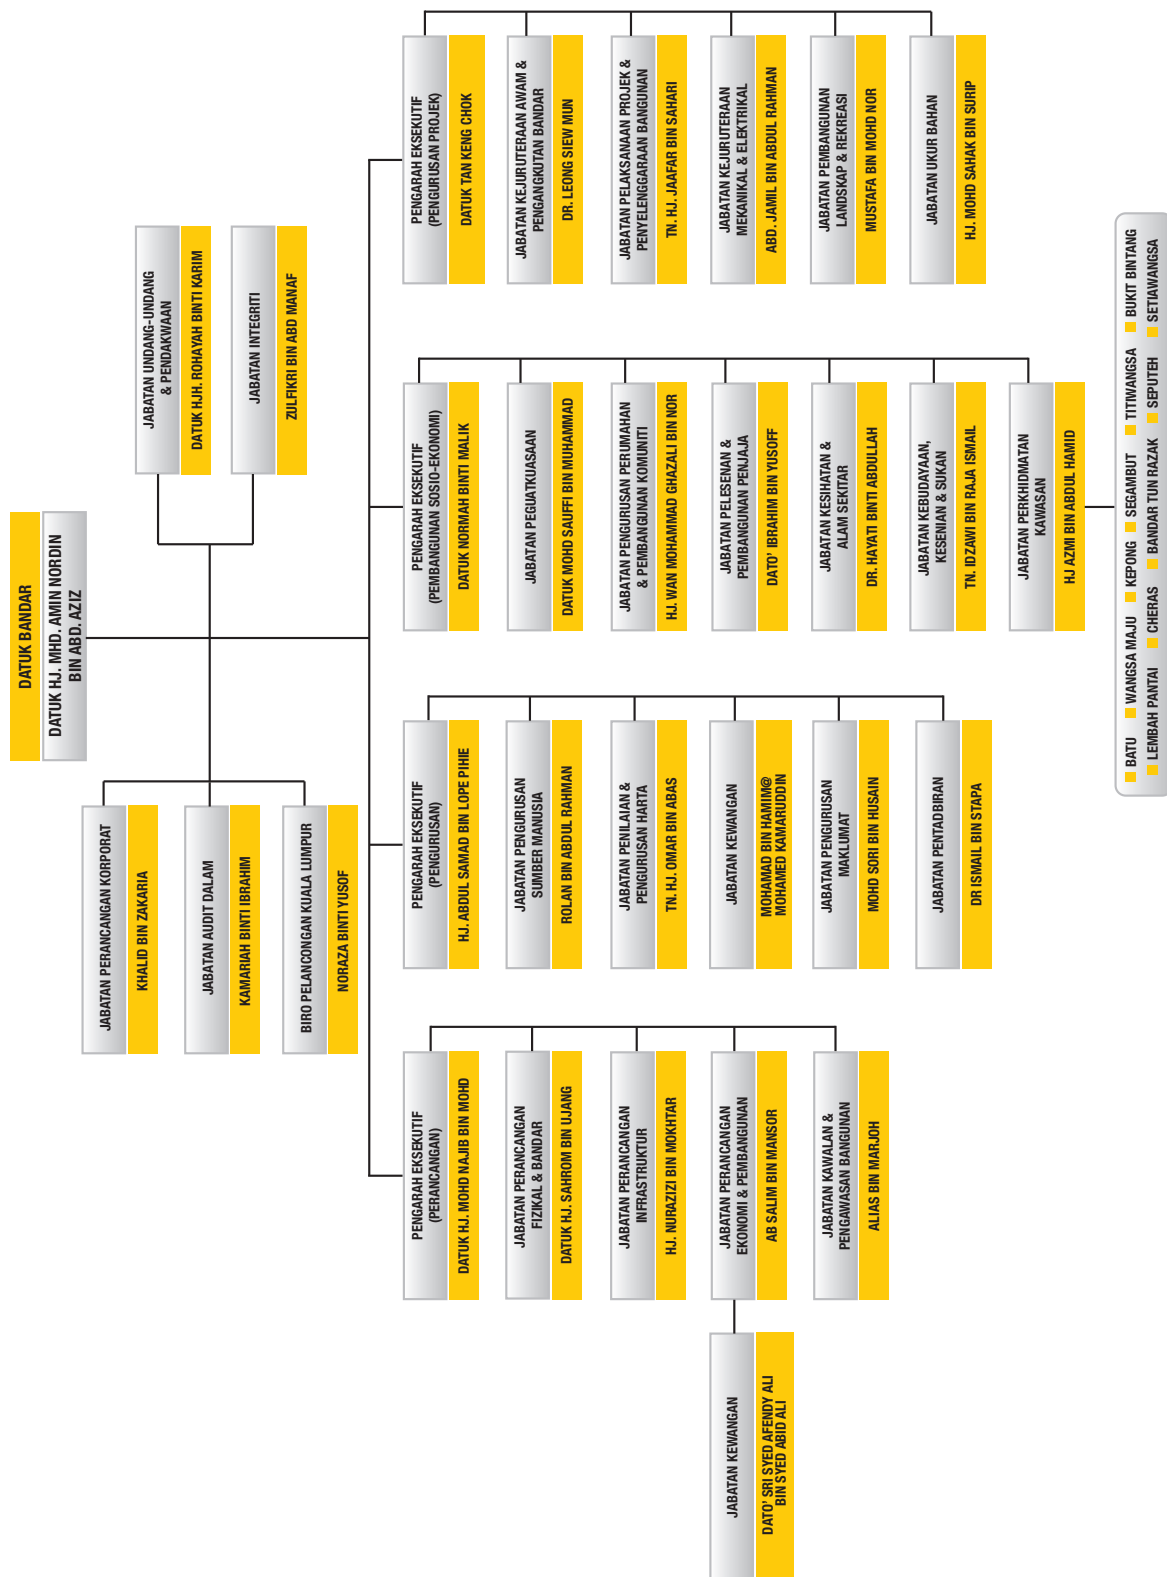 DATUK BANDAR
DATUK HJ. MHD. AMIN NORDIN
BIN ABD. AZIZ
JABATAN PERANCANGAN KORPORAT
KHALID BIN ZAKARIA
JABATAN AUDIT DALAM
KAMARIAH BINTI IBRAHIM
BIRO PELANCONGAN KUALA LUMPUR
NORAZA BINTI YUSOF
JABATAN UNDANG-UNDANG
& PENDAKWAAN
DATUK HJH. ROHAYAH BINTI KARIM
JABATAN INTEGRITI
ZULFIKRI BIN ABD MANAF
PENGARAH EKSEKUTIF
(PERANCANGAN)
DATUK HJ. MOHD NAJIB BIN MOHD
JABATAN PERANCANGAN
FIZIKAL & BANDAR
DATUK HJ. SAHROM BIN UJANG
JABATAN PERANCANGAN
INFRASTRUKTUR
HJ. NURAZIZI BIN MOKHTAR
JABATAN PERANCANGAN
EKONOMI & PEMBANGUNAN
AB SALIM BIN MANSOR
JABATAN KAWALAN &
PENGAWASAN BANGUNAN
ALIAS BIN MARJOH
JABATAN KEWANGAN
DATO' SRI SYED AFENDY ALI
BIN SYED ABID ALI
PENGARAH EKSEKUTIF
(PENGURUSAN)
HJ. ABDUL SAMAD BIN LOPE PIHIE
JABATAN PENGURUSAN
SUMBER MANUSIA
ROLAN BIN ABDUL RAHMAN
JABATAN PENILAIAN &
PENGURUSAN HARTA
TN. HJ. OMAR BIN ABAS
JABATAN KEWANGAN
MOHAMAD BIN HAMIM@
MOHAMED KAMARUDDIN
JABATAN PENGURUSAN
MAKLUMAT
MOHD SORI BIN HUSAIN
JABATAN PENTADBIRAN
DR ISMAIL BIN STAPA
PENGARAH EKSEKUTIF
(PEMBANGUNAN SOSIO-EKONOMI)
DATUK NORMAH BINTI MALIK
JABATAN PEGUATKUASAAN
DATUK MOHD SAUFFI BIN MUHAMMAD
JABATAN PENGURUSAN PERUMAHAN
& PEMBANGUNAN KOMUNITI
HJ. WAN MOHAMMAD GHAZALI BIN NOR
JABATAN PELESENAN &
PEMBANGUNAN PENJAJA
DATO' IBRAHIM BIN YUSOFF
JABATAN KESIHATAN &
ALAM SEKITAR
DR. HAYATI BINTI ABDULLAH
JABATAN KEBUDAYAAN,
KESENIAN & SUKAN
TN. IDZAWI BIN RAJA ISMAIL
JABATAN PERKHIDMATAN
KAWASAN
HJ AZMI BIN ABDUL HAMID
BATU WANGSA MAJU KEPONG SEGAMBUT TITIWANGSA BUKIT BINTANG
LEMBAH PANTAI CHERAS BANDAR TUN RAZAK SEPUTEH SETIAWANGSA
PENGARAH EKSEKUTIF
(PENGURUSAN PROJEK)
DATUK TAN KENG CHOK
JABATAN KEJURUTERAAN AWAM &
PENGANGKUTAN BANDAR
DR. LEONG SIEW MUN
JABATAN PELAKSANAAN PROJEK &
PENYELENGGARAAN BANGUNAN
TN. HJ. JAAFAR BIN SAHARI
JABATAN KEJURUTERAAN
MEKANIKAL & ELEKTRIKAL
ABD. JAMIL BIN ABDUL RAHMAN
JABATAN PEMBANGUNAN
LANDSKAP & REKREASI
MUSTAFA BIN MOHD NOR
JABATAN UKUR BAHAN
HJ. MOHD SAHAK BIN SURIP